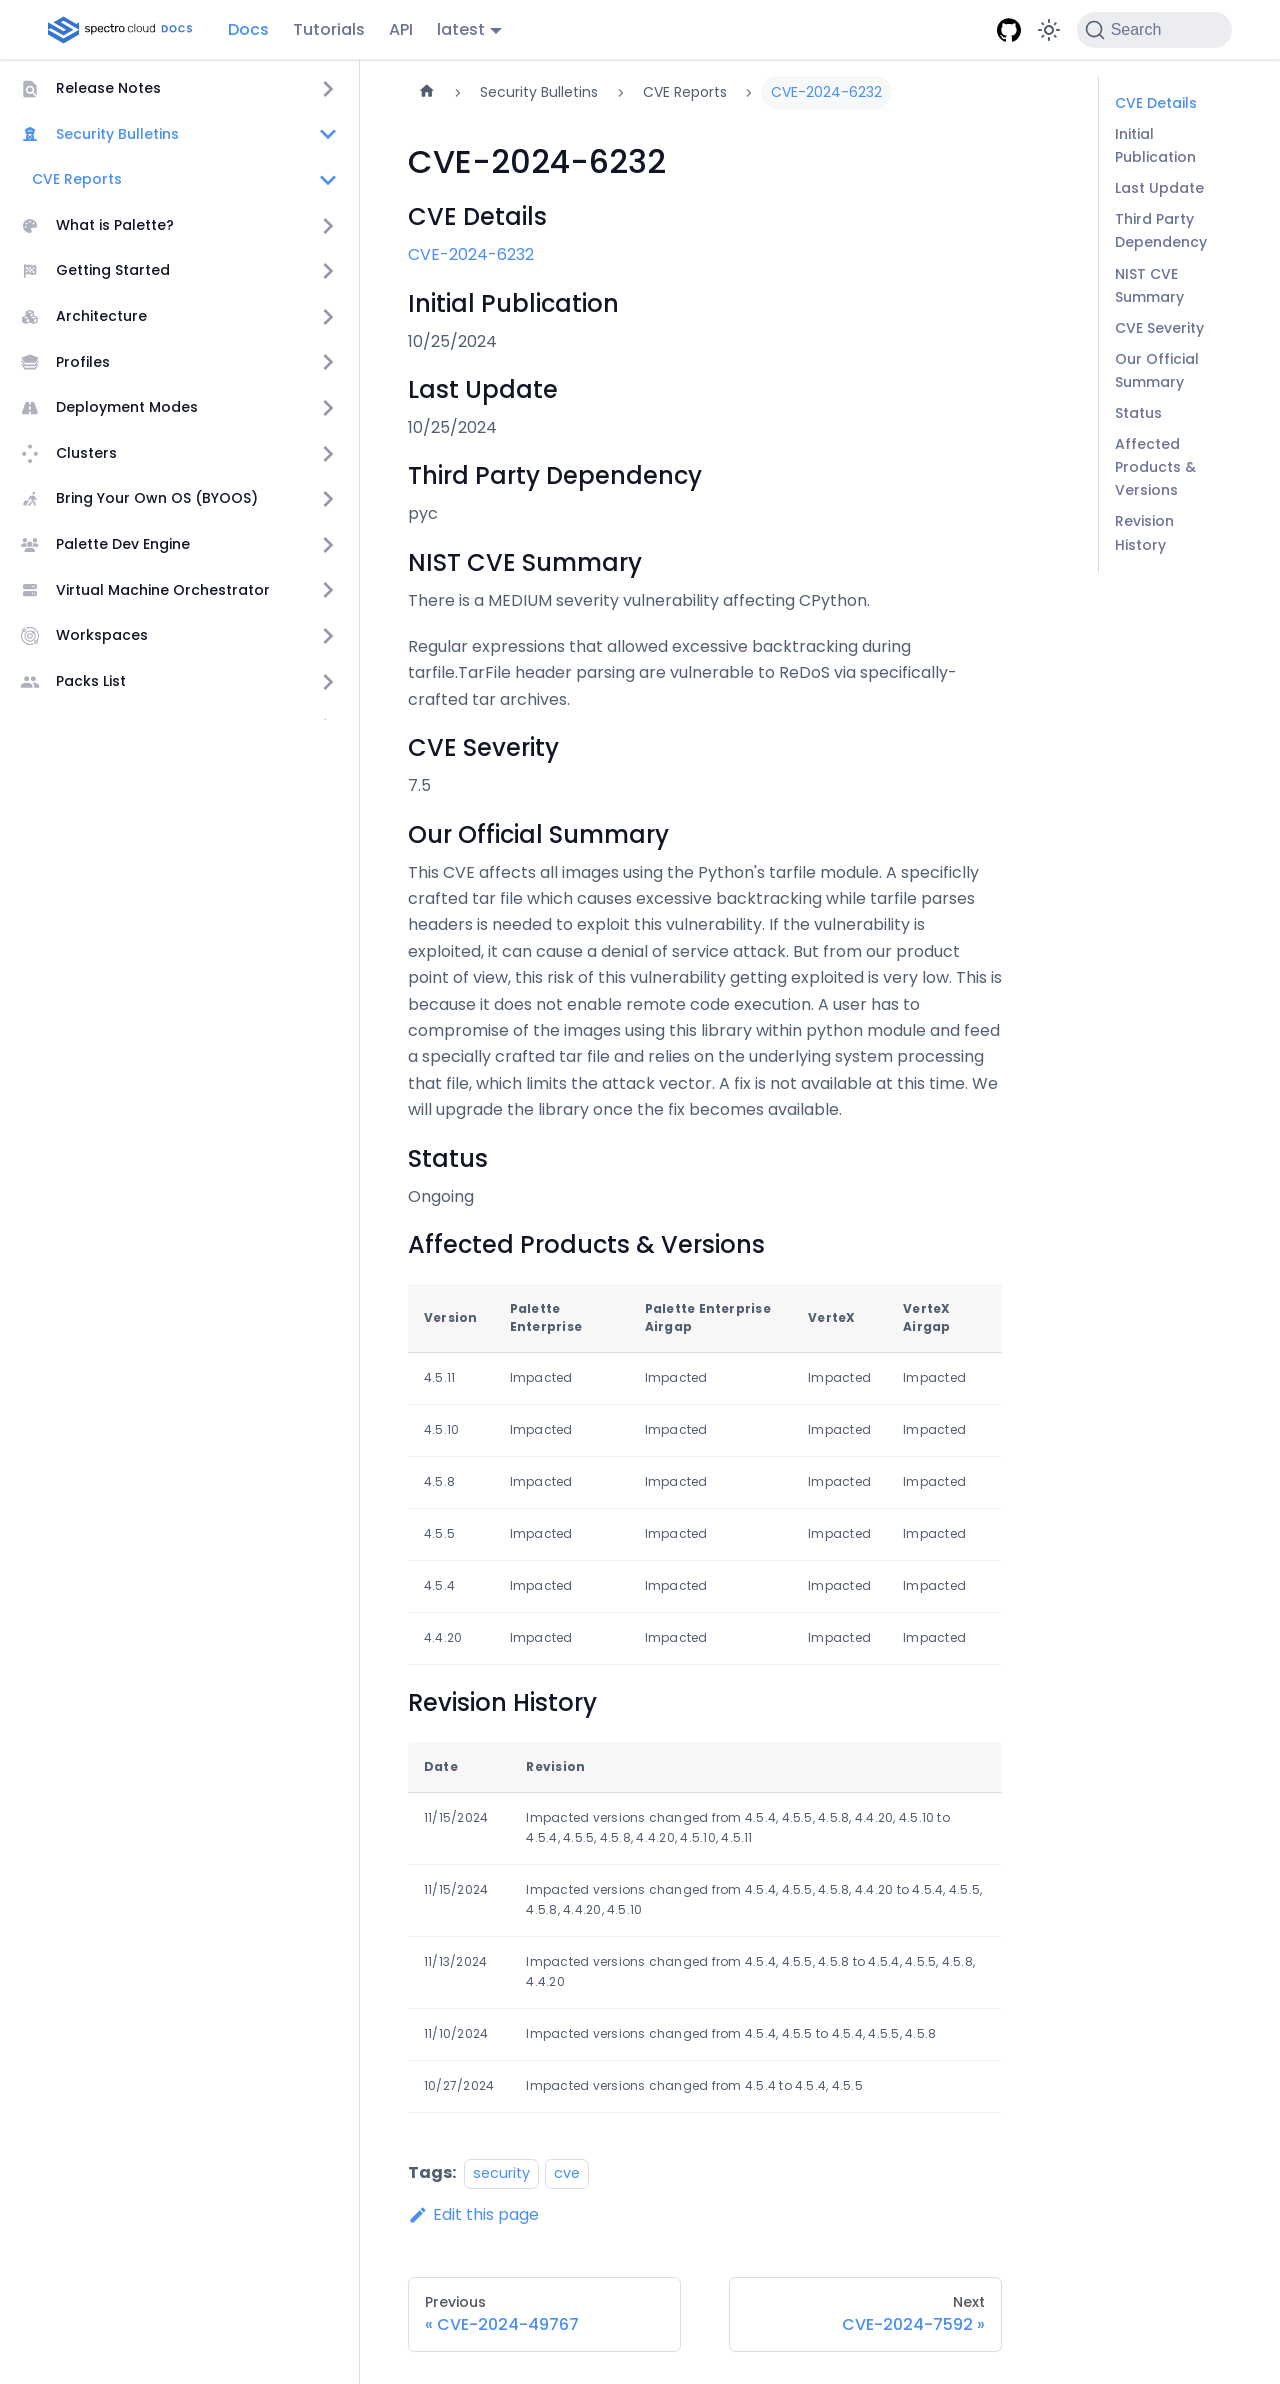 spectro cloud DOCS
Docs
Tutorials
API
latest
Search
Release Notes
Security Bulletins
CVE Reports
What is Palette?
Getting Started
Architecture
Profiles
Deployment Modes
Clusters
Bring Your Own OS (BYOOS)
Palette Dev Engine
Virtual Machine Orchestrator
Workspaces
Packs List
Security Bulletins
CVE Reports
CVE-2024-6232
CVE-2024-6232
CVE Details
CVE-2024-6232
Initial Publication
10/25/2024
Last Update
10/25/2024
Third Party Dependency
pyc
NIST CVE Summary
There is a MEDIUM severity vulnerability affecting CPython.
Regular expressions that allowed excessive backtracking during
tarfile.TarFile header parsing are vulnerable to ReDoS via specifically-
crafted tar archives.
CVE Severity
7.5
Our Official Summary
This CVE affects all images using the Python's tarfile module. A specificlly
crafted tar file which causes excessive backtracking while tarfile parses
headers is needed to exploit this vulnerability. If the vulnerability is
exploited, it can cause a denial of service attack. But from our product
point of view, this risk of this vulnerability getting exploited is very low. This is
because it does not enable remote code execution. A user has to
compromise of the images using this library within python module and feed
a specially crafted tar file and relies on the underlying system processing
that file, which limits the attack vector. A fix is not available at this time. We
will upgrade the library once the fix becomes available.
Status
Ongoing
Affected Products & Versions
Version Palette Enterprise Palette Enterprise Airgap VerteX VerteX Airgap
4.5.11 Impacted Impacted Impacted Impacted
4.5.10 Impacted Impacted Impacted Impacted
4.5.8 Impacted Impacted Impacted Impacted
4.5.5 Impacted Impacted Impacted Impacted
4.5.4 Impacted Impacted Impacted Impacted
4.4.20 Impacted Impacted Impacted Impacted
Revision History
Date Revision
11/15/2024 Impacted versions changed from 4.5.4, 4.5.5, 4.5.8, 4.4.20, 4.5.10 to
4.5.4, 4.5.5, 4.5.8, 4.4.20, 4.5.10, 4.5.11
11/15/2024 Impacted versions changed from 4.5.4, 4.5.5, 4.5.8, 4.4.20 to 4.5.4, 4.5.5,
4.5.8, 4.4.20, 4.5.10
11/13/2024 Impacted versions changed from 4.5.4, 4.5.5, 4.5.8 to 4.5.4, 4.5.5, 4.5.8,
4.4.20
11/10/2024 Impacted versions changed from 4.5.4, 4.5.5 to 4.5.4, 4.5.5, 4.5.8
10/27/2024 Impacted versions changed from 4.5.4 to 4.5.4, 4.5.5
Tags: security cve
Edit this page
Previous
« CVE-2024-49767
Next
CVE-2024-7592 »
CVE Details
Initial
Publication
Last Update
Third Party
Dependency
NIST CVE
Summary
CVE Severity
Our Official
Summary
Status
Affected
Products &
Versions
Revision
History